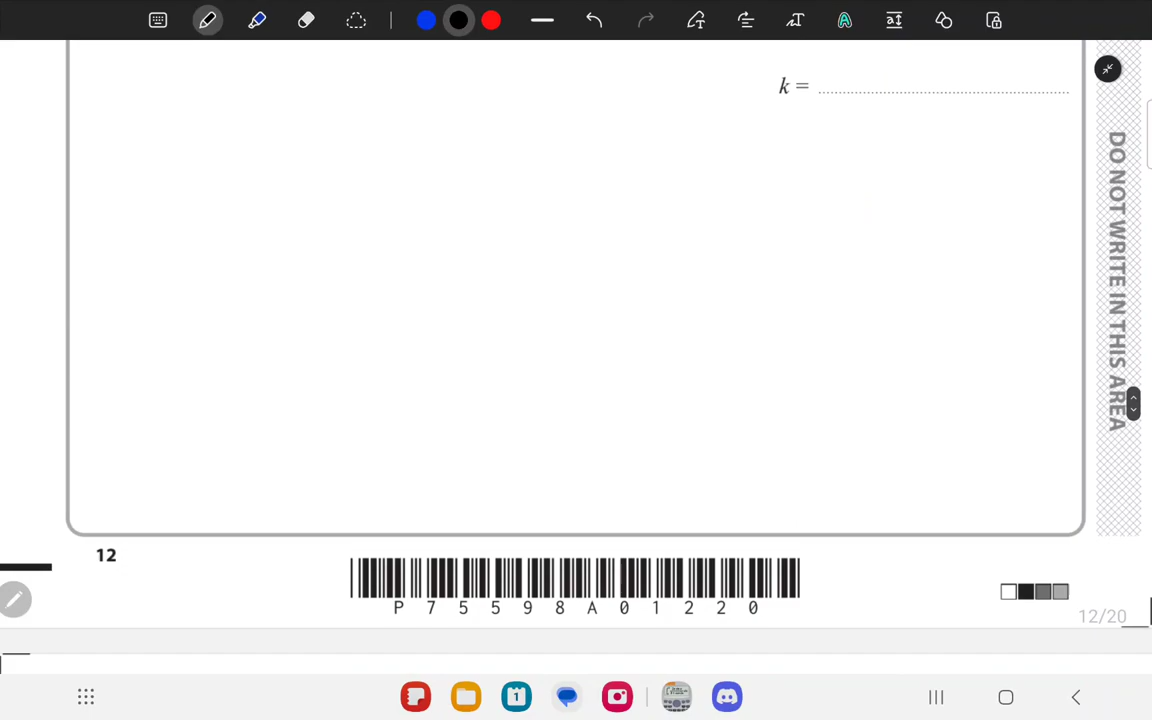 k =
DO NOT WRITE IN THIS AREA
12
P 7 5 5 9 8 A 0 1 2 2 0
12/20